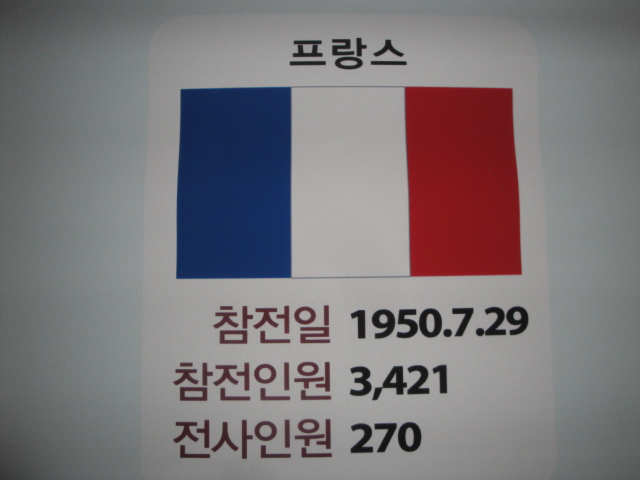 프랑스
참전일 1950.7.29
참전인원 3,421
전사인원 270